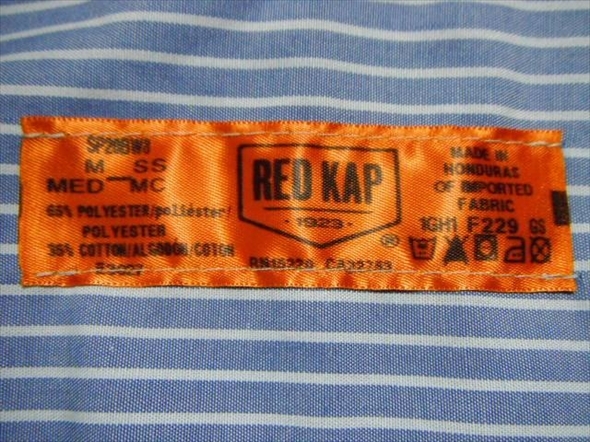 M SS
MED MC
65% POLYESTER/poliéster/
POLYESTER
35% COTTON/ALGODON/COTON
RED KAP
1923
®
MADE IN
HONDURAS
OF IMPORTED
FABRIC
1GH1 F229 GS